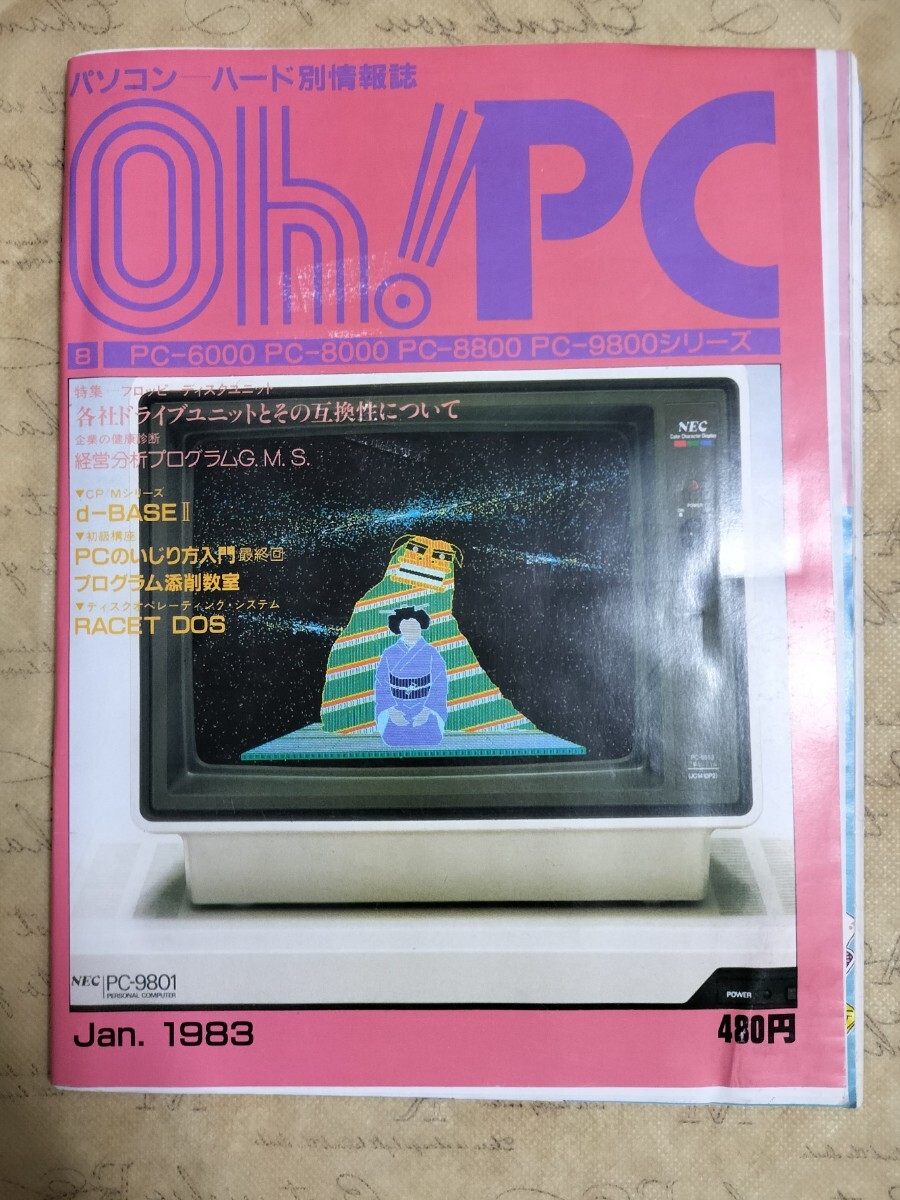 パソコン―ハード別情報誌
Oh!PC
8 PC-6000 PC-8000 PC-8800 PC-9800シリーズ
特集 フロッピーディスクユニット
各社ドライブユニットとその互換性について
企業の健康診断
経営分析プログラムG.M.S.
▼CP/Mシリーズ
d-BASEⅡ
▼初級講座
PCのいじり方入門最終回
プログラム添削教室
▼ディスクオペレーティング・システム
RACET DOS
NEC
Color Character Display
POWER
NEC PC-9801
PERSONAL COMPUTER
POWER
Jan. 1983
480円